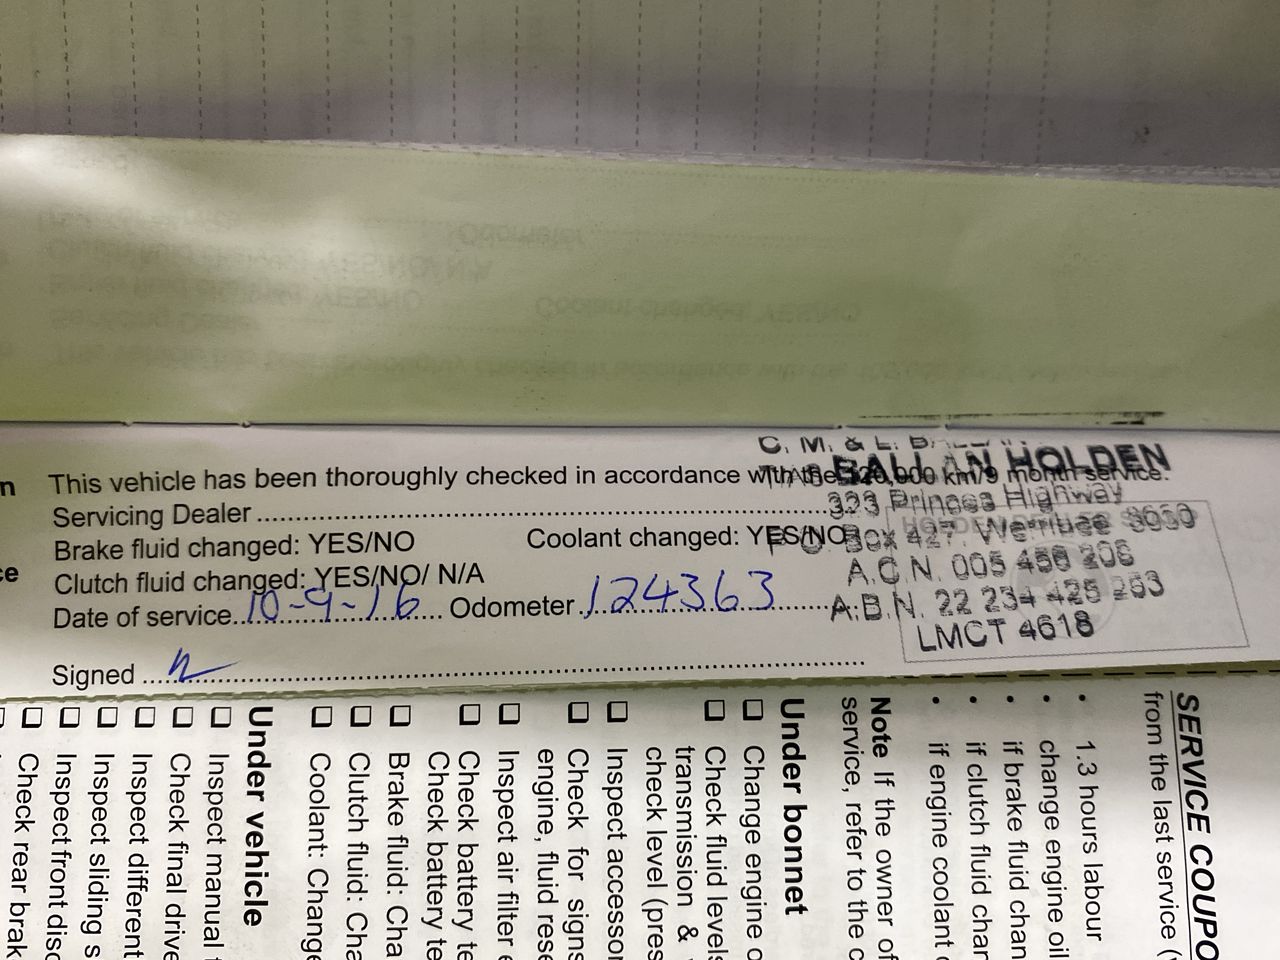 C. M. & L. B.
BALLAN HOLDEN
This vehicle has been thoroughly checked in accordance with the 120,000 km/9 month service.
323 Princes Highway
Servicing Dealer
Box 427, Werribee 3030
Brake fluid changed: YES/NO Coolant changed: YES/NO
A.C.N. 005 456 206
Clutch fluid changed: YES/NO/ N/A
A.B.N. 22 234 425 263
Date of service 10-9-16 Odometer 124363
LMCT 4618
Signed
SERVICE COUPO
from the last service (
• 1.3 hours labour
• change engine oil
• if brake fluid chan
• if clutch fluid chan
• if engine coolant
Note If the owner of
service, refer to the
Under bonnet
Change engine
Check fluid levels
transmission &
check level (pres
Inspect accessor
Check for signs
engine, fluid rese
Inspect air filter
Check battery te
Check battery te
Brake fluid: Cha
Clutch fluid: Cha
Coolant: Change
Under vehicle
Inspect manual
Check final drive
Inspect different
Inspect sliding s
Inspect front disc
Check rear brak